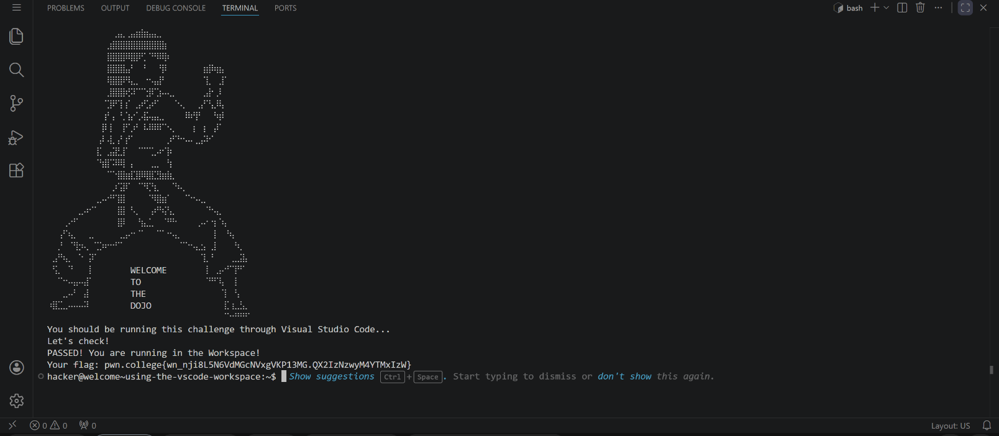 PROBLEMS OUTPUT DEBUG CONSOLE TERMINAL PORTS bash
WELCOME
TO
THE
DOJO
You should be running this challenge through Visual Studio Code...
Let's check!
PASSED! You are running in the Workspace!
Your flag: pwn.college{wn_nji8L5N6VdMGcNVxgVKP13MG.QX2IzNzwyM4YTMxIzW}
hacker@welcome~using-the-vscode-workspace:~$ Show suggestions Ctrl+Space. Start typing to dismiss or don't show this again.
0 0 0 Layout: US